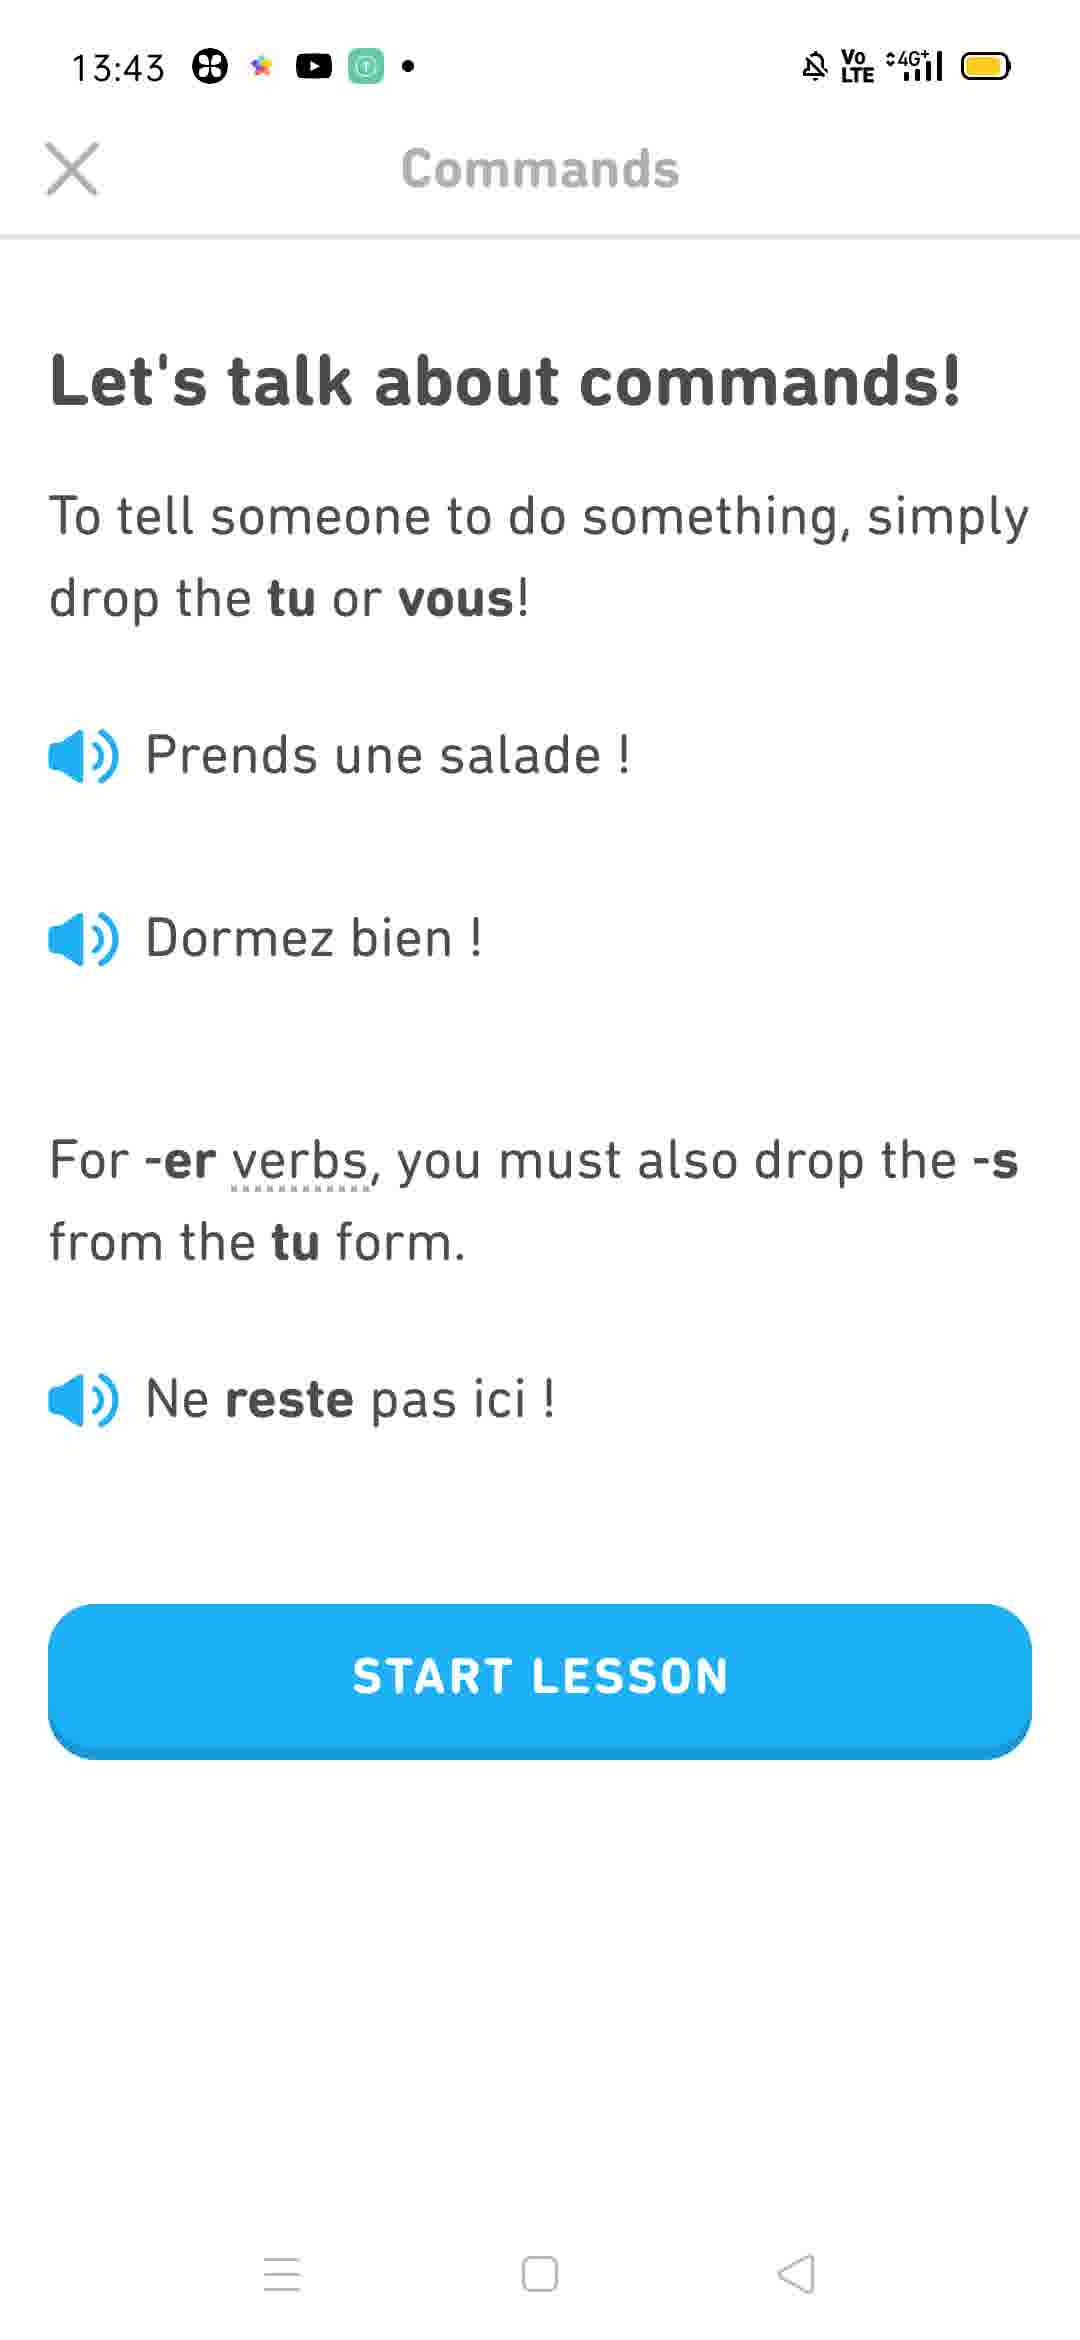 13:43
Vo
LTE
4G+
Commands
Let's talk about commands!
To tell someone to do something, simply
drop the tu or vous!
Prends une salade !
Dormez bien !
For -er verbs, you must also drop the -s
from the tu form.
Ne reste pas ici !
START LESSON